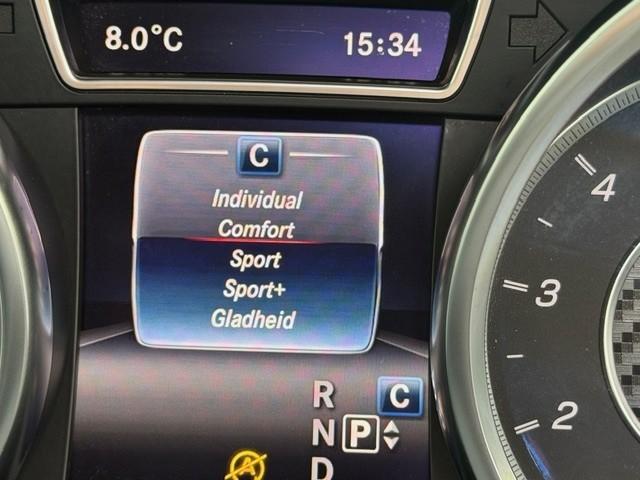 8.0°C 15:34
C
Individual
Comfort
Sport
Sport+
Gladheid
4
3
2
R C
N P
D
A